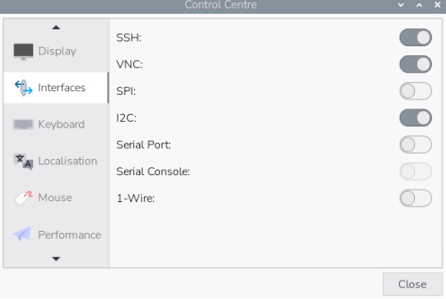 Control Centre
Display
Interfaces
Keyboard
Localisation
Mouse
Performance
SSH:
VNC:
SPI:
I2C:
Serial Port:
Serial Console:
1-Wire:
Close